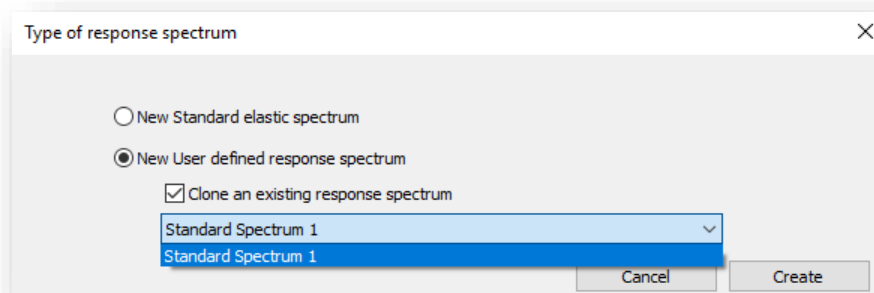 Type of response spectrum
New Standard elastic spectrum
New User defined response spectrum
Clone an existing response spectrum
Standard Spectrum 1
Standard Spectrum 1
Cancel Create